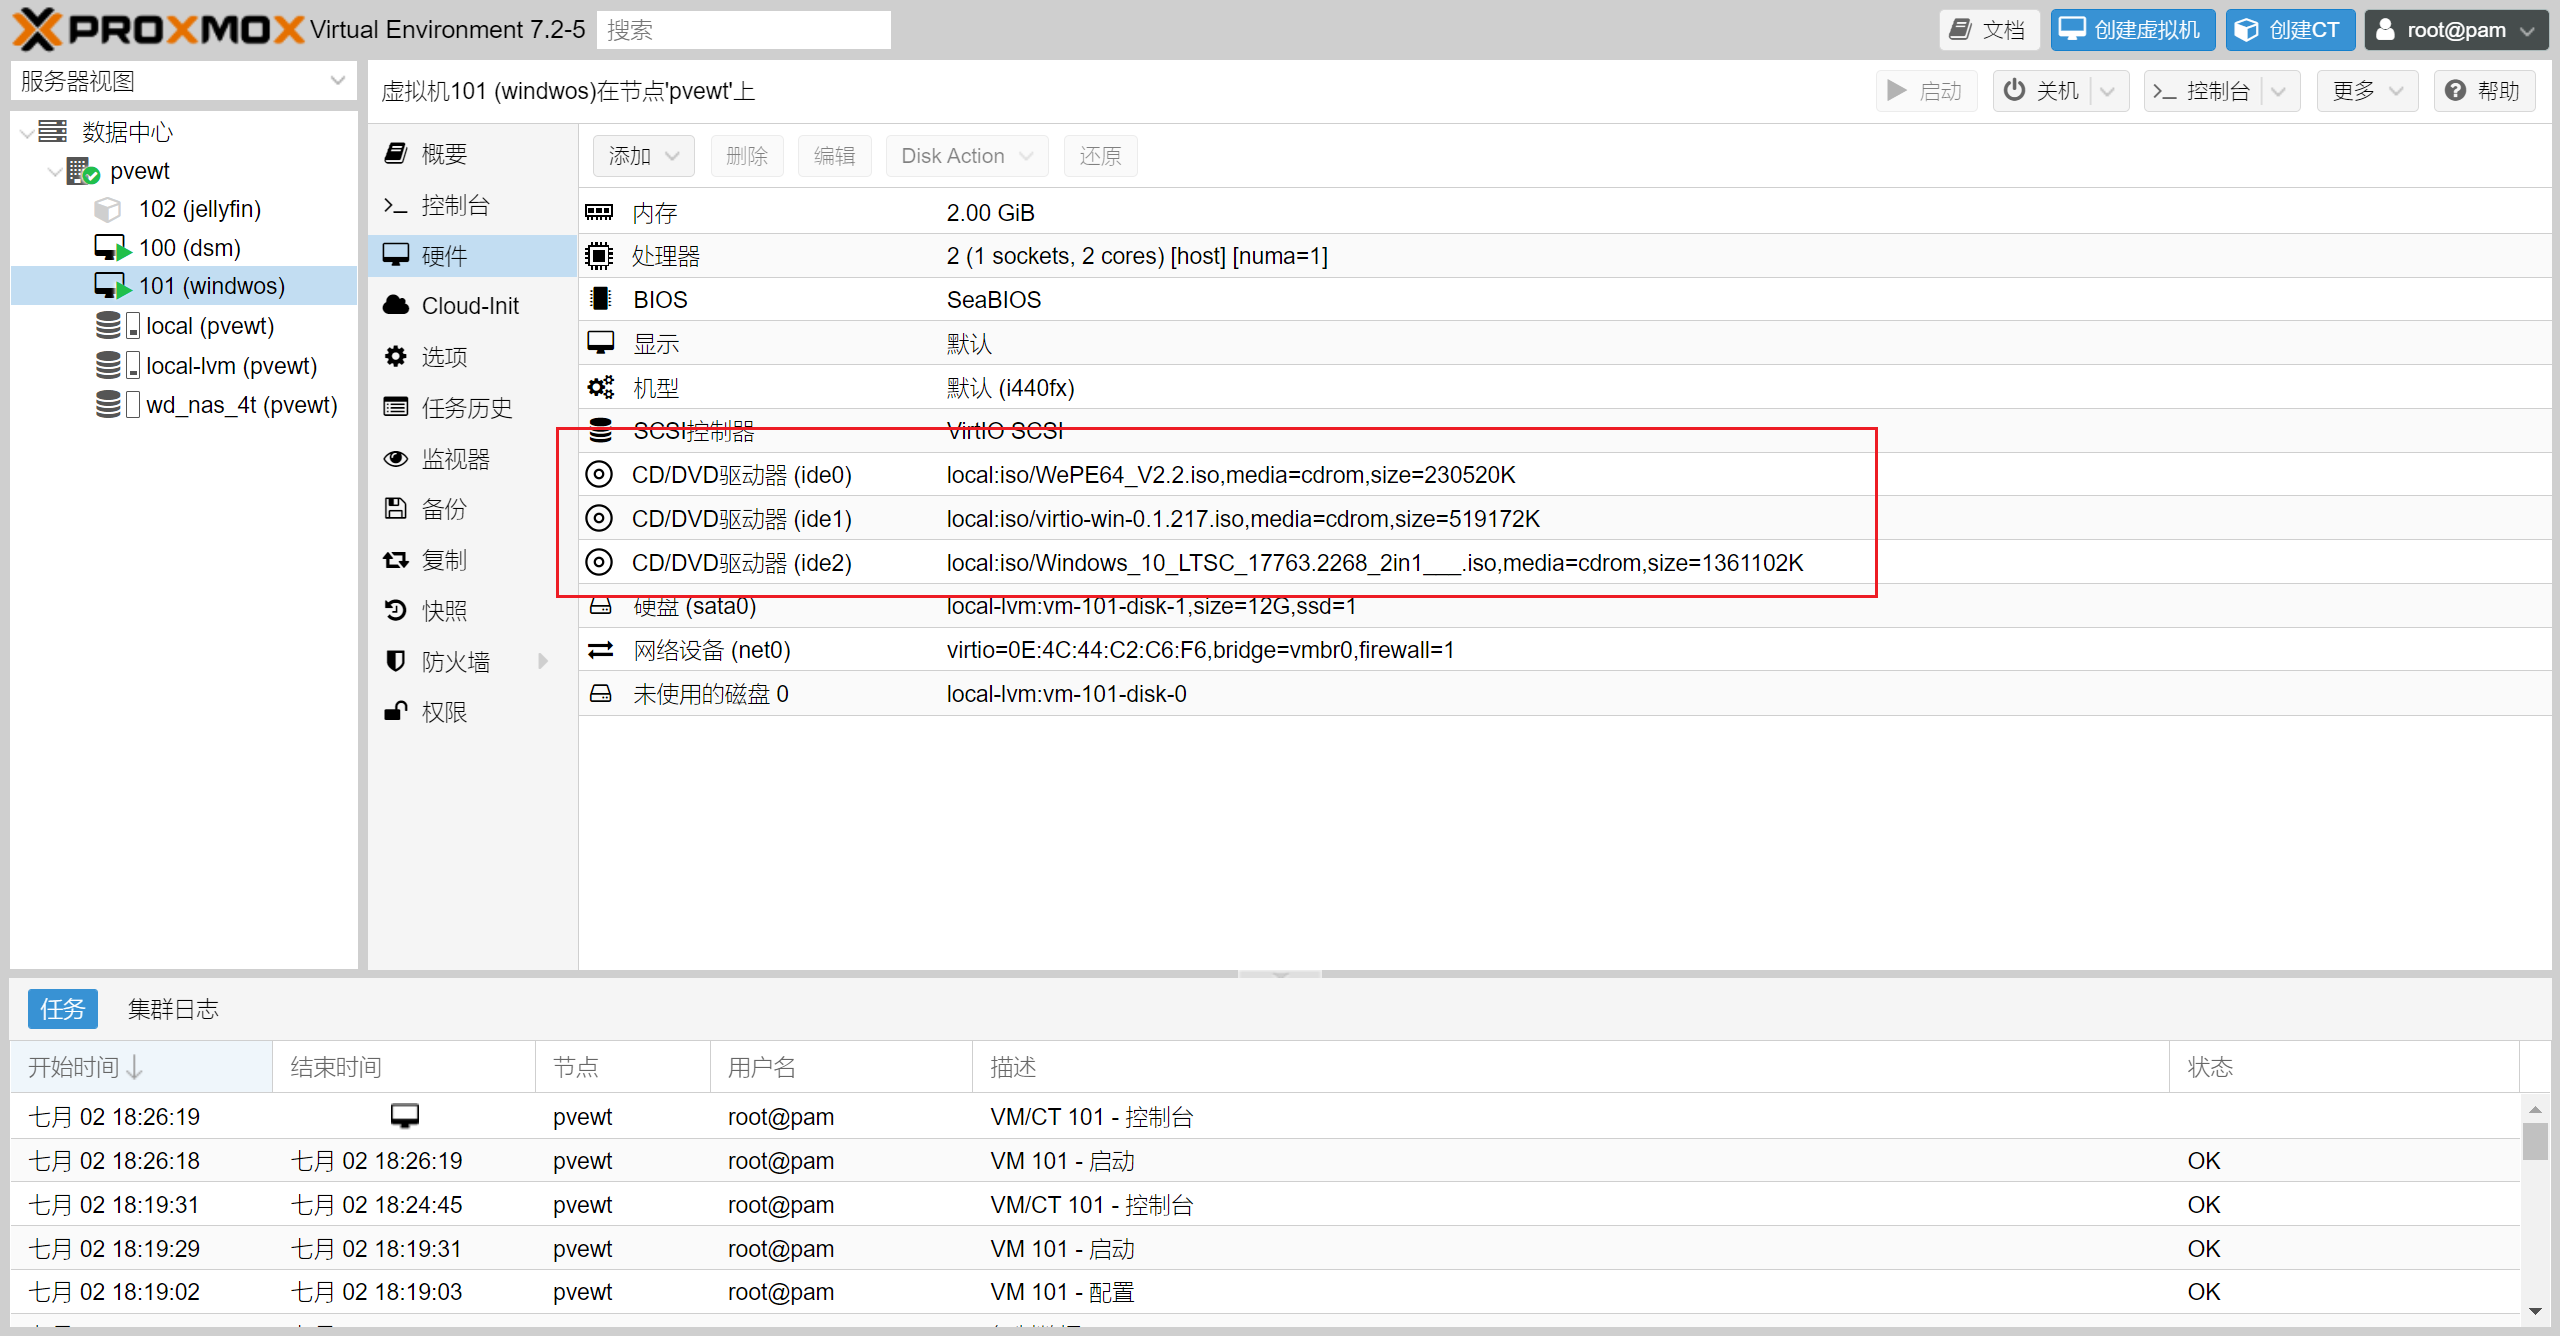 PROXMOX Virtual Environment 7.2-5 搜索 文档 创建虚拟机 创建CT root@pam
服务器视图
数据中心
pvewt
102 (jellyfin)
100 (dsm)
101 (windwos)
local (pvewt)
local-lvm (pvewt)
wd_nas_4t (pvewt)
虚拟机101 (windwos)在节点'pvewt'上 启动 关机 控制台 更多 帮助
概要
控制台
硬件
Cloud-Init
选项
任务历史
监视器
备份
复制
快照
防火墙
权限
添加 删除 编辑 Disk Action 还原
内存 2.00 GiB
处理器 2 (1 sockets, 2 cores) [host] [numa=1]
BIOS SeaBIOS
显示 默认
机型 默认 (i440fx)
SCSI控制器 VirtIO SCSI
CD/DVD驱动器 (ide0) local:iso/WePE64_V2.2.iso,media=cdrom,size=230520K
CD/DVD驱动器 (ide1) local:iso/virtio-win-0.1.217.iso,media=cdrom,size=519172K
CD/DVD驱动器 (ide2) local:iso/Windows_10_LTSC_17763.2268_2in1___.iso,media=cdrom,size=1361102K
硬盘 (sata0) local-lvm:vm-101-disk-1,size=12G,ssd=1
网络设备 (net0) virtio=0E:4C:44:C2:C6:F6,bridge=vmbr0,firewall=1
未使用的磁盘 0 local-lvm:vm-101-disk-0
任务 集群日志
开始时间 结束时间 节点 用户名 描述 状态
七月 02 18:26:19 pvewt root@pam VM/CT 101 - 控制台
七月 02 18:26:18 七月 02 18:26:19 pvewt root@pam VM 101 - 启动 OK
七月 02 18:19:31 七月 02 18:24:45 pvewt root@pam VM/CT 101 - 控制台 OK
七月 02 18:19:29 七月 02 18:19:31 pvewt root@pam VM 101 - 启动 OK
七月 02 18:19:02 七月 02 18:19:03 pvewt root@pam VM 101 - 配置 OK